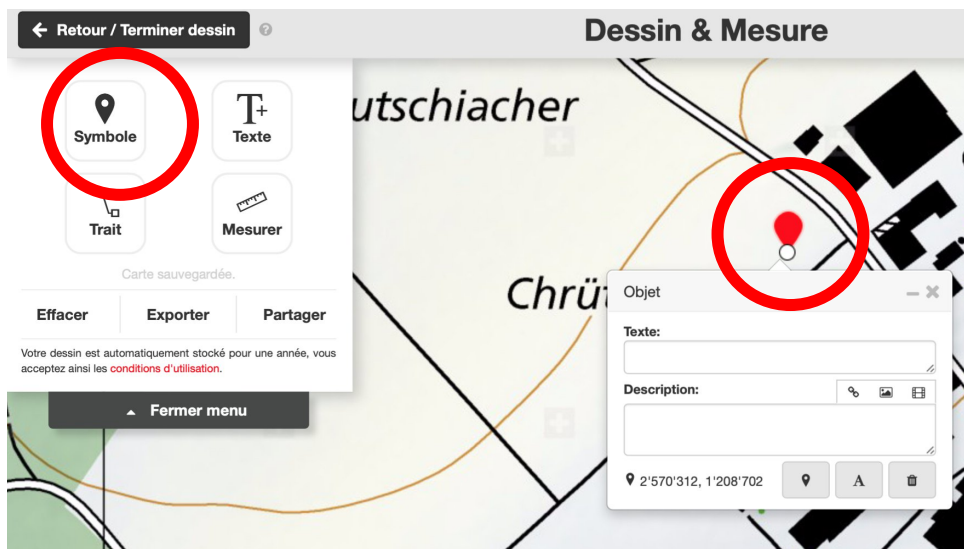 Retour / Terminer dessin
Dessin & Mesure
Symbole
Texte
Trait
Mesurer
Carte sauvegardée.
Effacer Exporter Partager
Votre dessin est automatiquement stocké pour une année, vous
acceptez ainsi les conditions d'utilisation.
Fermer menu
utschiacher
Chrüt
Objet
Texte:
Description:
2'570'312, 1'208'702
A